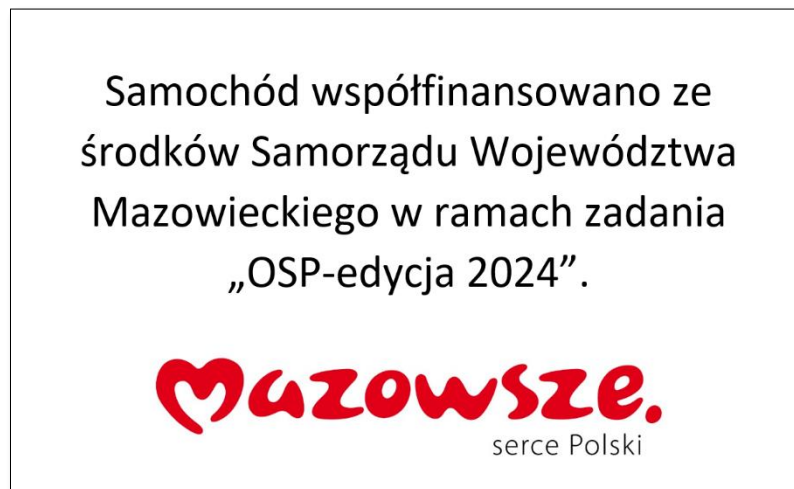 Samochód współfinansowano ze
środków Samorządu Województwa
Mazowieckiego w ramach zadania
„OSP-edycja 2024”.
Mazowsze.
serce Polski